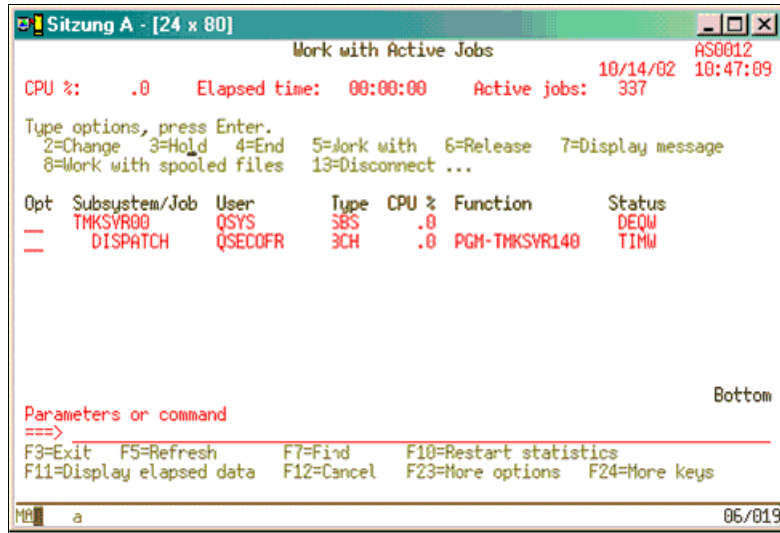 Sitzung A - [24 x 80]
Work with Active Jobs AS0012
10/14/02 10:47:09
CPU %: .0 Elapsed time: 00:00:00 Active jobs: 337
Type options, press Enter.
2=Change 3=Hold 4=End 5=Work with 6=Release 7=Display message
8=Work with spooled files 13=Disconnect ...
Opt Subsystem/Job User Type CPU % Function Status
__ TMKSVR00 QSYS SBS .0 DEQW
__ DISPATCH QSECOFR BCH .0 PGM-TMKSVR140 TIMW
Bottom
Parameters or command
===>
F3=Exit F5=Refresh F7=Find F10=Restart statistics
F11=Display elapsed data F12=Cancel F23=More options F24=More keys
MA a 06/019